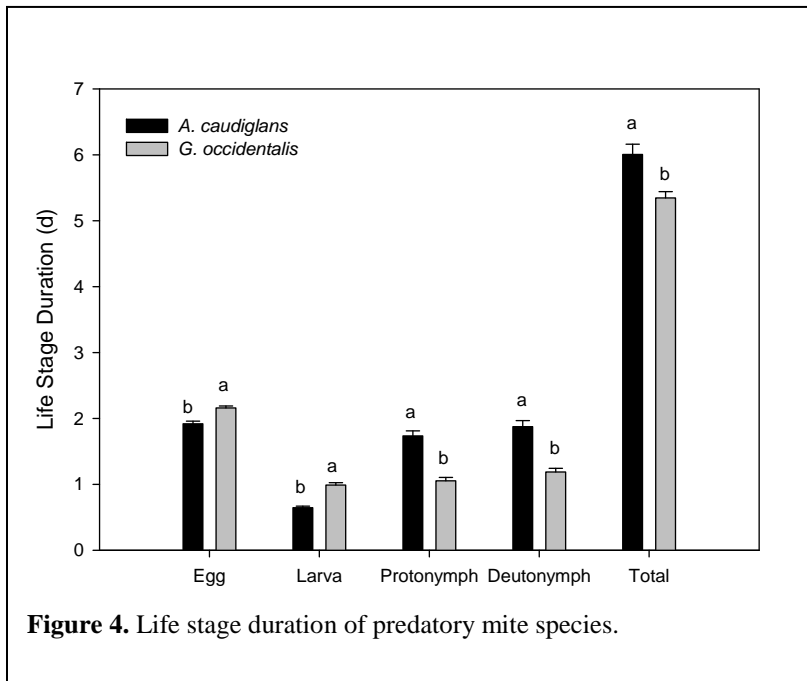 7
6
5
4
3
2
1
0
Life Stage Duration (d)
A. caudiglans
G. occidentalis
b a
b a
a b
a b
a b
Egg Larva Protonymph Deutonymph Total
Figure 4. Life stage duration of predatory mite species.